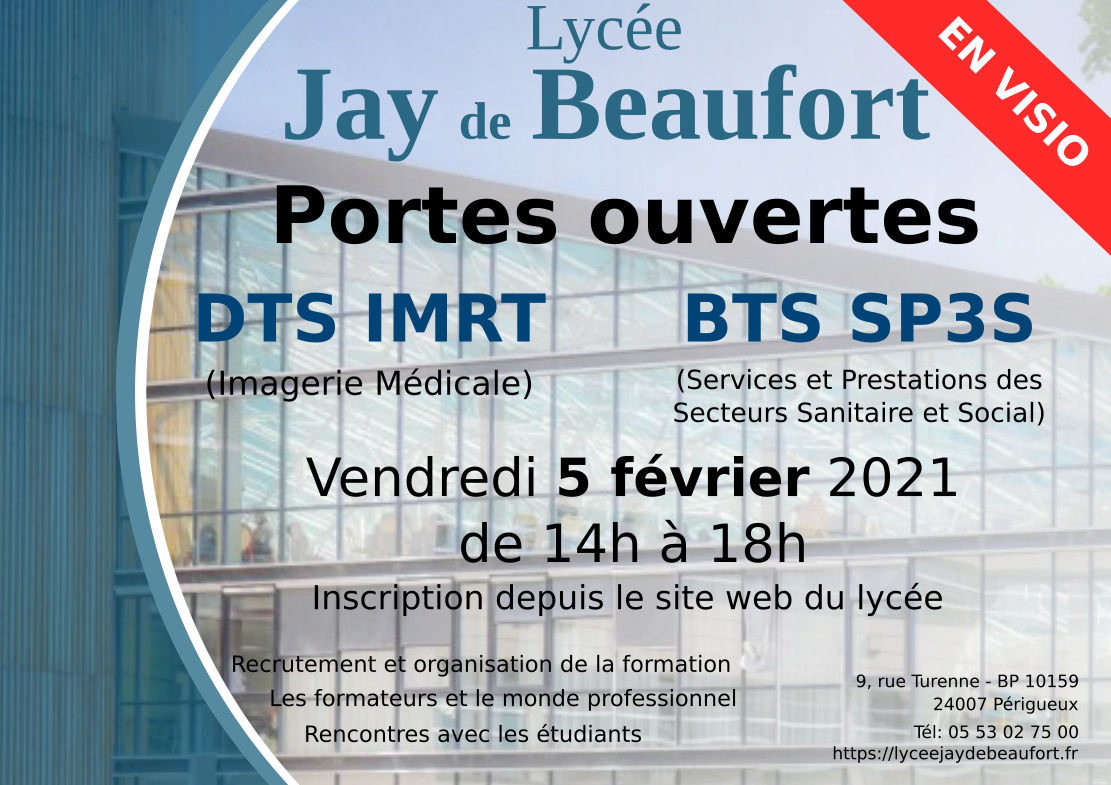 Lycée
Jay de Beaufort
EN VISIO
Portes ouvertes
DTS IMRT
(Imagerie Médicale)
BTS SP3S
(Services et Prestations des
Secteurs Sanitaire et Social)
Vendredi 5 février 2021
de 14h à 18h
Inscription depuis le site web du lycée
Recrutement et organisation de la formation
Les formateurs et le monde professionnel
Rencontres avec les étudiants
9, rue Turenne - BP 10159
24007 Périgueux
Tél: 05 53 02 75 00
https://lyceejaydebeaufort.fr